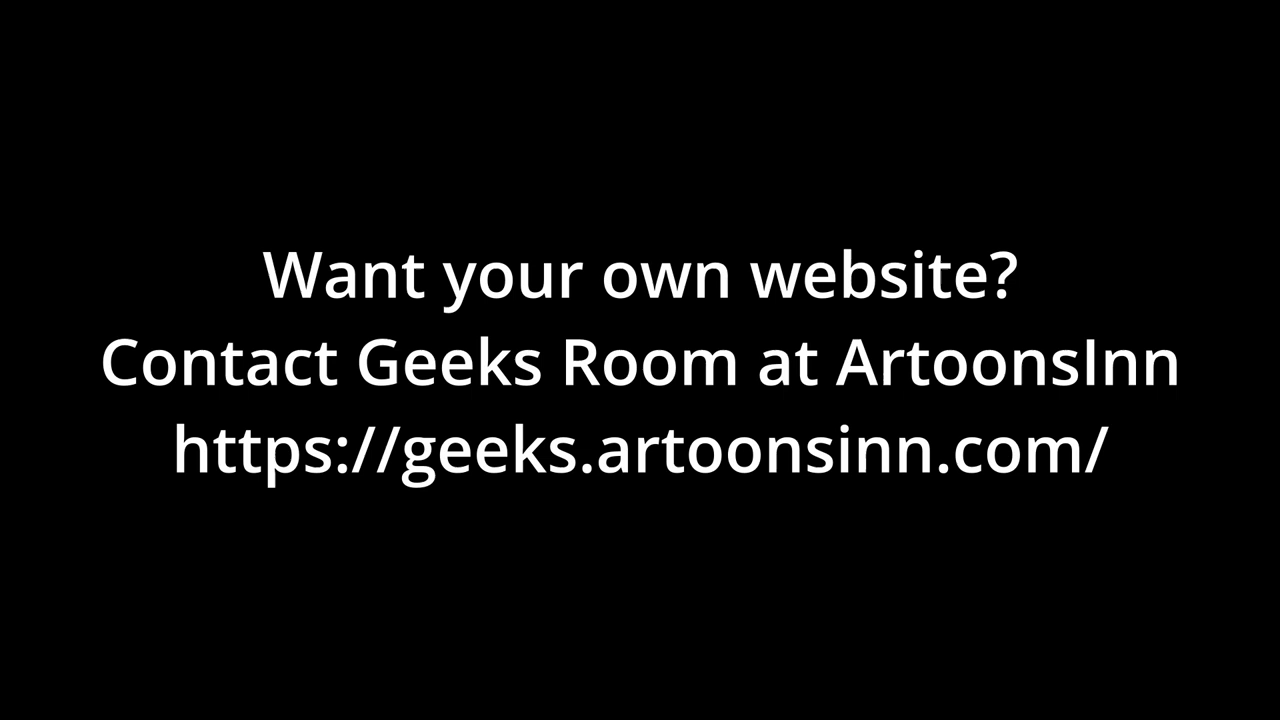 Want your own website?
Contact Geeks Room at ArtoonsInn
https://geeks.artoonsinn.com/